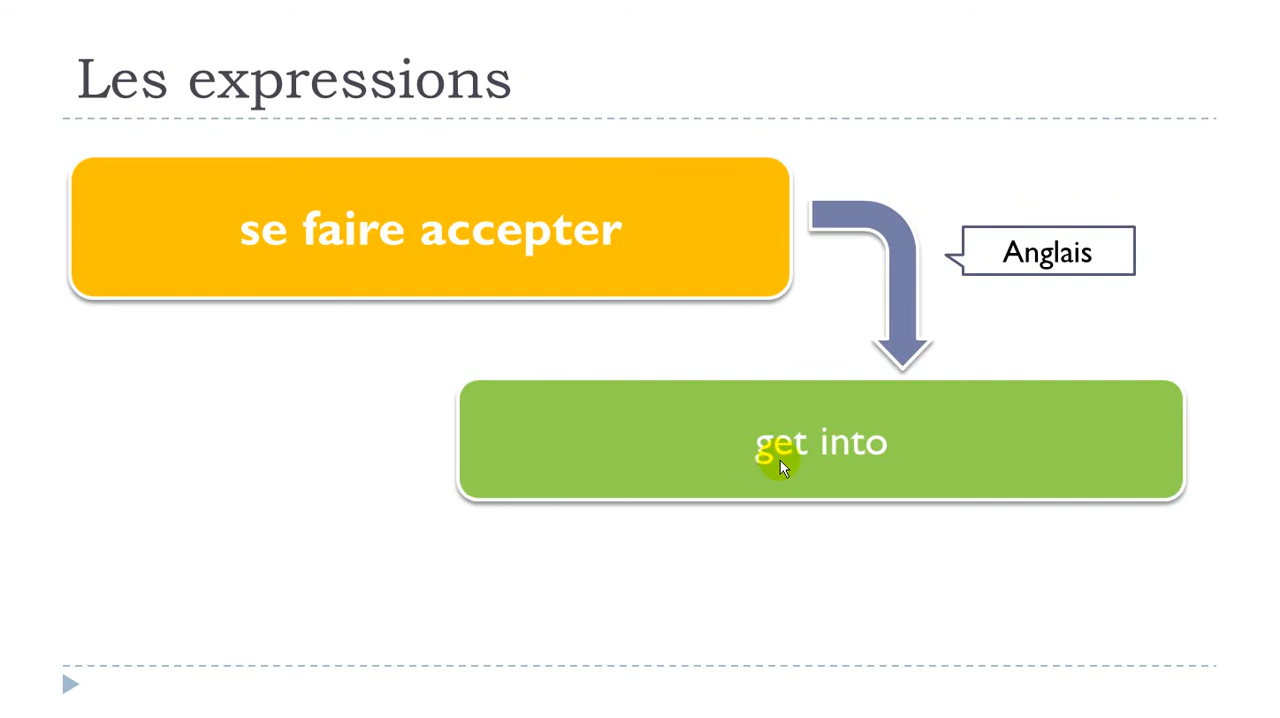 Les expressions
se faire accepter
Anglais
get into